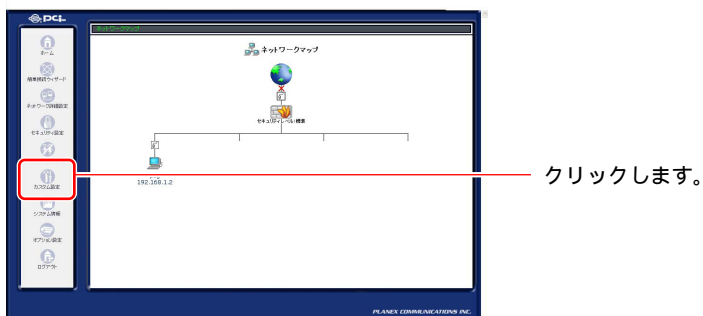 PCi
ネットワークマップ
ホーム
簡単接続ウィザード
ネットワーク詳細設定
セキュリティ設定
カスタム設定
システム情報
オプション設定
ログアウト
ネットワークマップ
セキュリティレベル:標準
192.168.1.2
クリックします。
PLANEX COMMUNICATIONS INC.